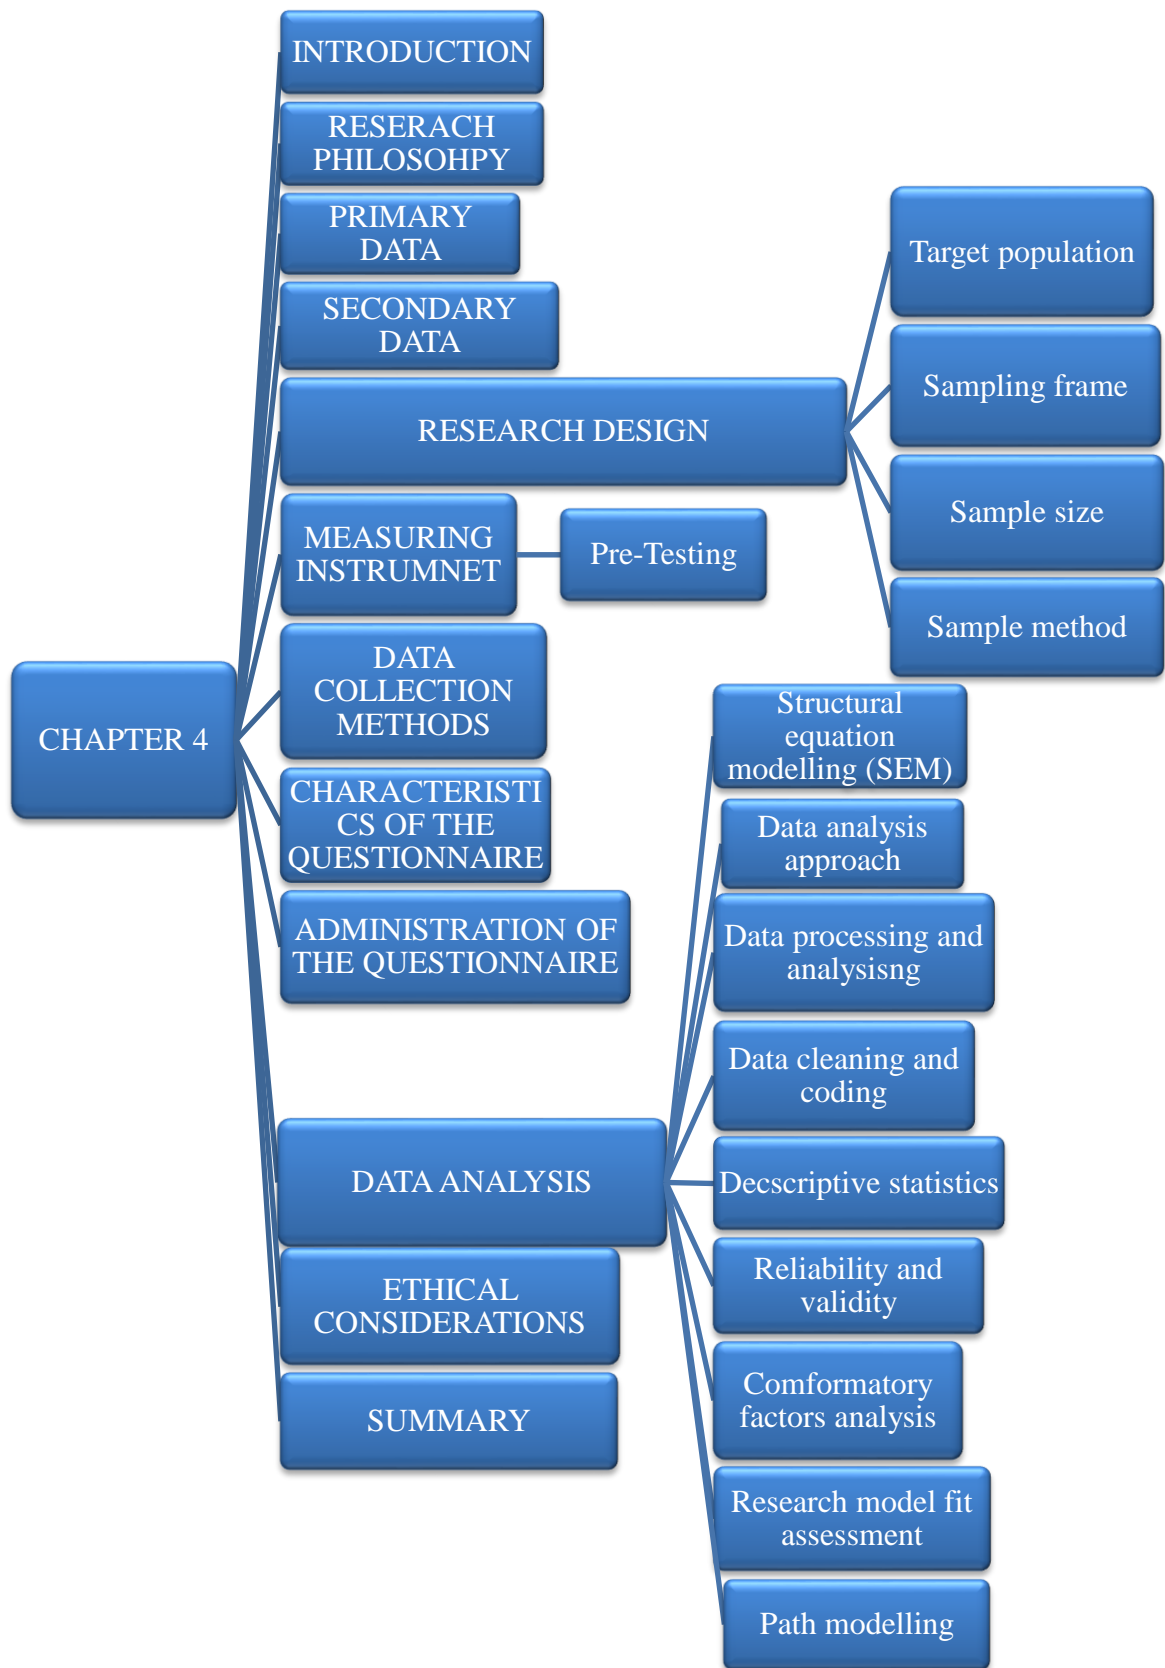 INTRODUCTION
RESERACH
PHILOSOHPY
PRIMARY
DATA
SECONDARY
DATA
RESEARCH DESIGN
Target population
Sampling frame
Sample size
Sample method
MEASURING
INSTRUMNET
Pre-Testing
DATA
COLLECTION
METHODS
CHAPTER 4
CHARACTERISTI
CS OF THE
QUESTIONNAIRE
ADMINISTRATION OF
THE QUESTIONNAIRE
DATA ANALYSIS
Structural
equation
modelling (SEM)
Data analysis
approach
Data processing and
analysisng
Data cleaning and
coding
Decscriptive statistics
Reliability and
validity
Comformatory
factors analysis
Research model fit
assessment
Path modelling
ETHICAL
CONSIDERATIONS
SUMMARY